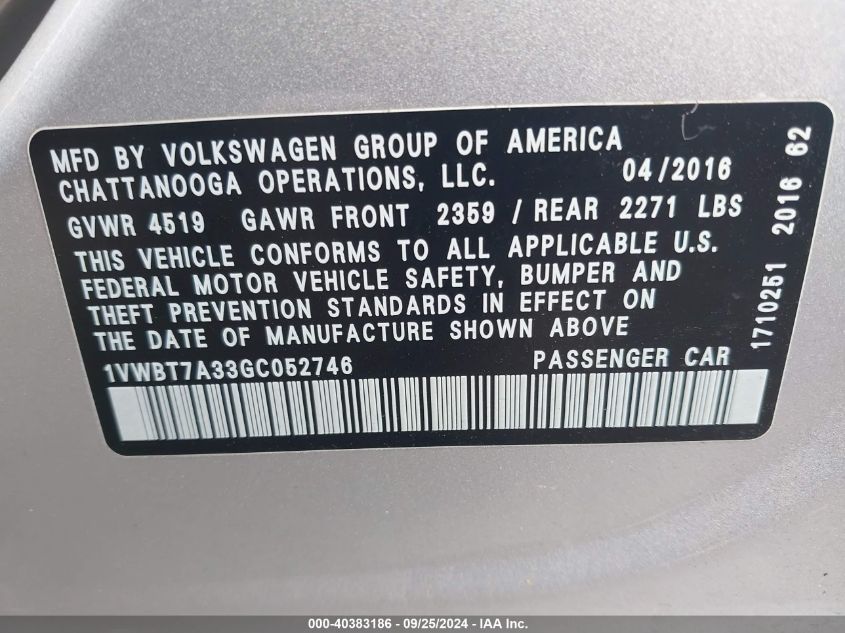 MFD BY VOLKSWAGEN GROUP OF AMERICA
CHATTANOOGA OPERATIONS, LLC. 04/2016
GVWR 4519 GAWR FRONT 2359 / REAR 2271 LBS
THIS VEHICLE CONFORMS TO ALL APPLICABLE U.S.
FEDERAL MOTOR VEHICLE SAFETY, BUMPER AND
THEFT PREVENTION STANDARDS IN EFFECT ON
THE DATE OF MANUFACTURE SHOWN ABOVE
1VWBT7A33GC052746 PASSENGER CAR
1710251 2016 62
000-40383186 - 09/25/2024 - IAA Inc.